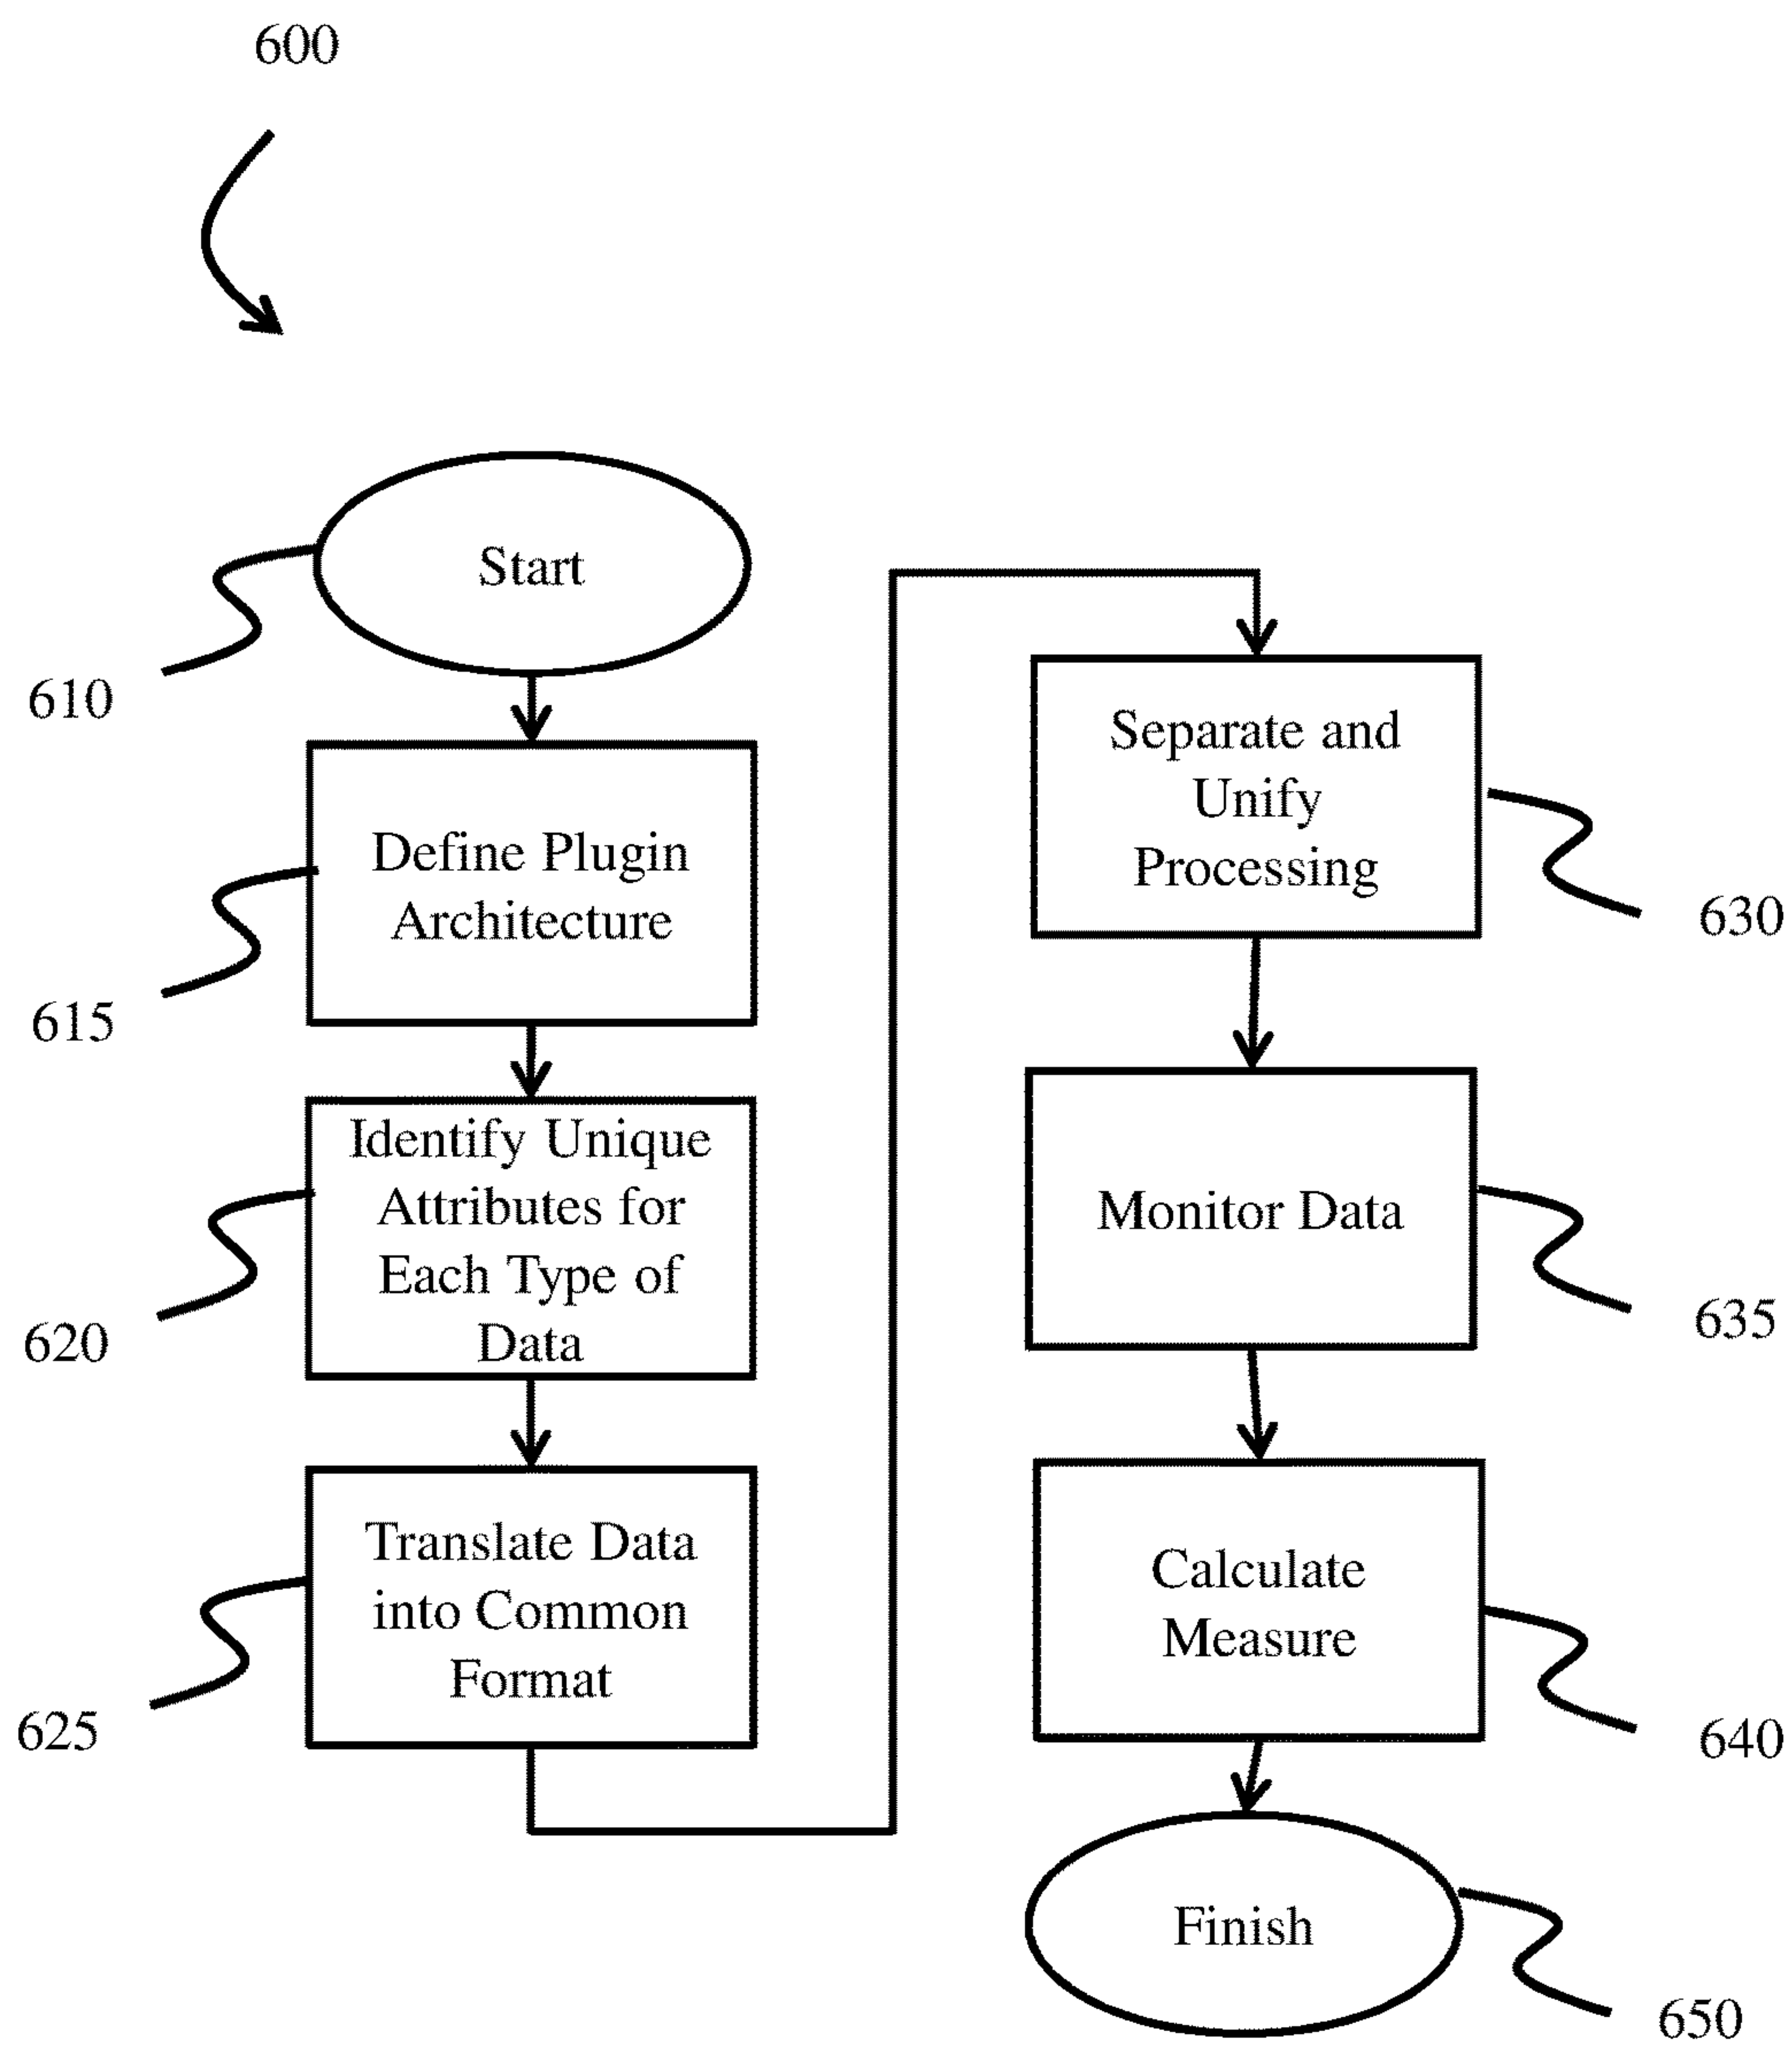 600
Start
610
Define Plugin
Architecture
615
Identify Unique
Attributes for
Each Type of
Data
620
Translate Data
into Common
Format
625
Separate and
Unify
Processing
630
Monitor Data
635
Calculate
Measure
640
Finish
650